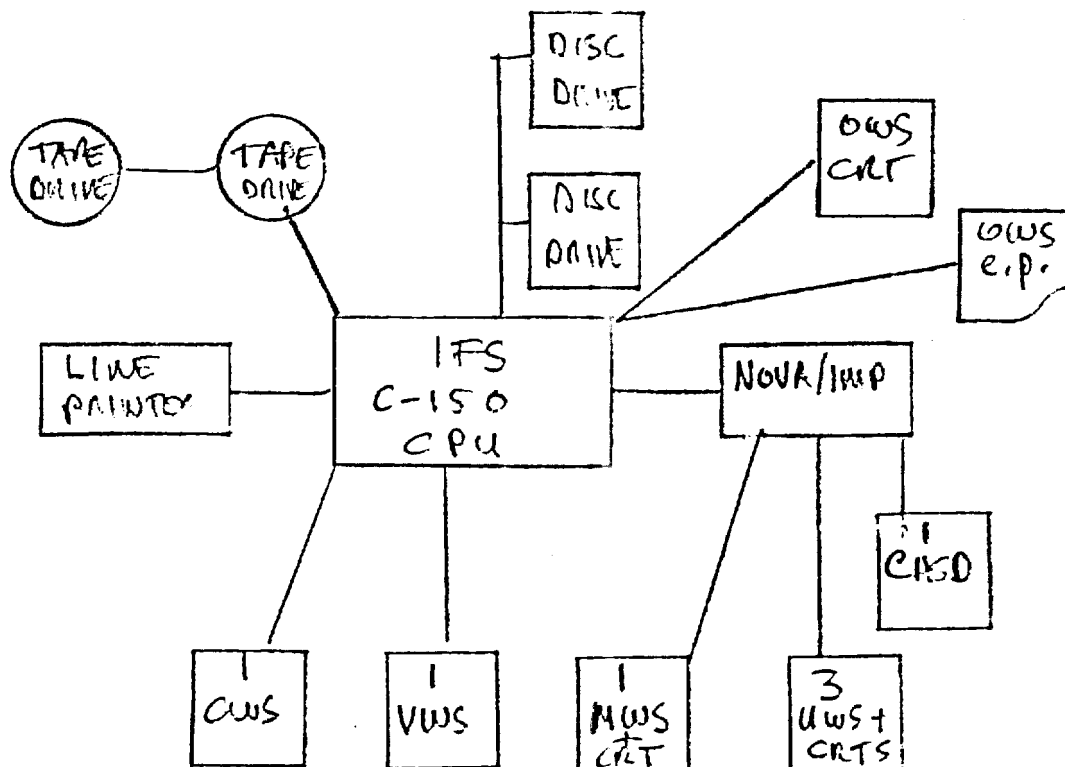 DISC
DRIVE
TAPE
DRIVE
TAPE
DRIVE
OWS
CRT
DISC
DRIVE
OWS
e.p.
LINE
PRINTER
IFS
C-150
CPU
NOVA/IMP
1
1
CWS
1
VWS
1
MWS
+
CRT
3
UWS+
CRTS